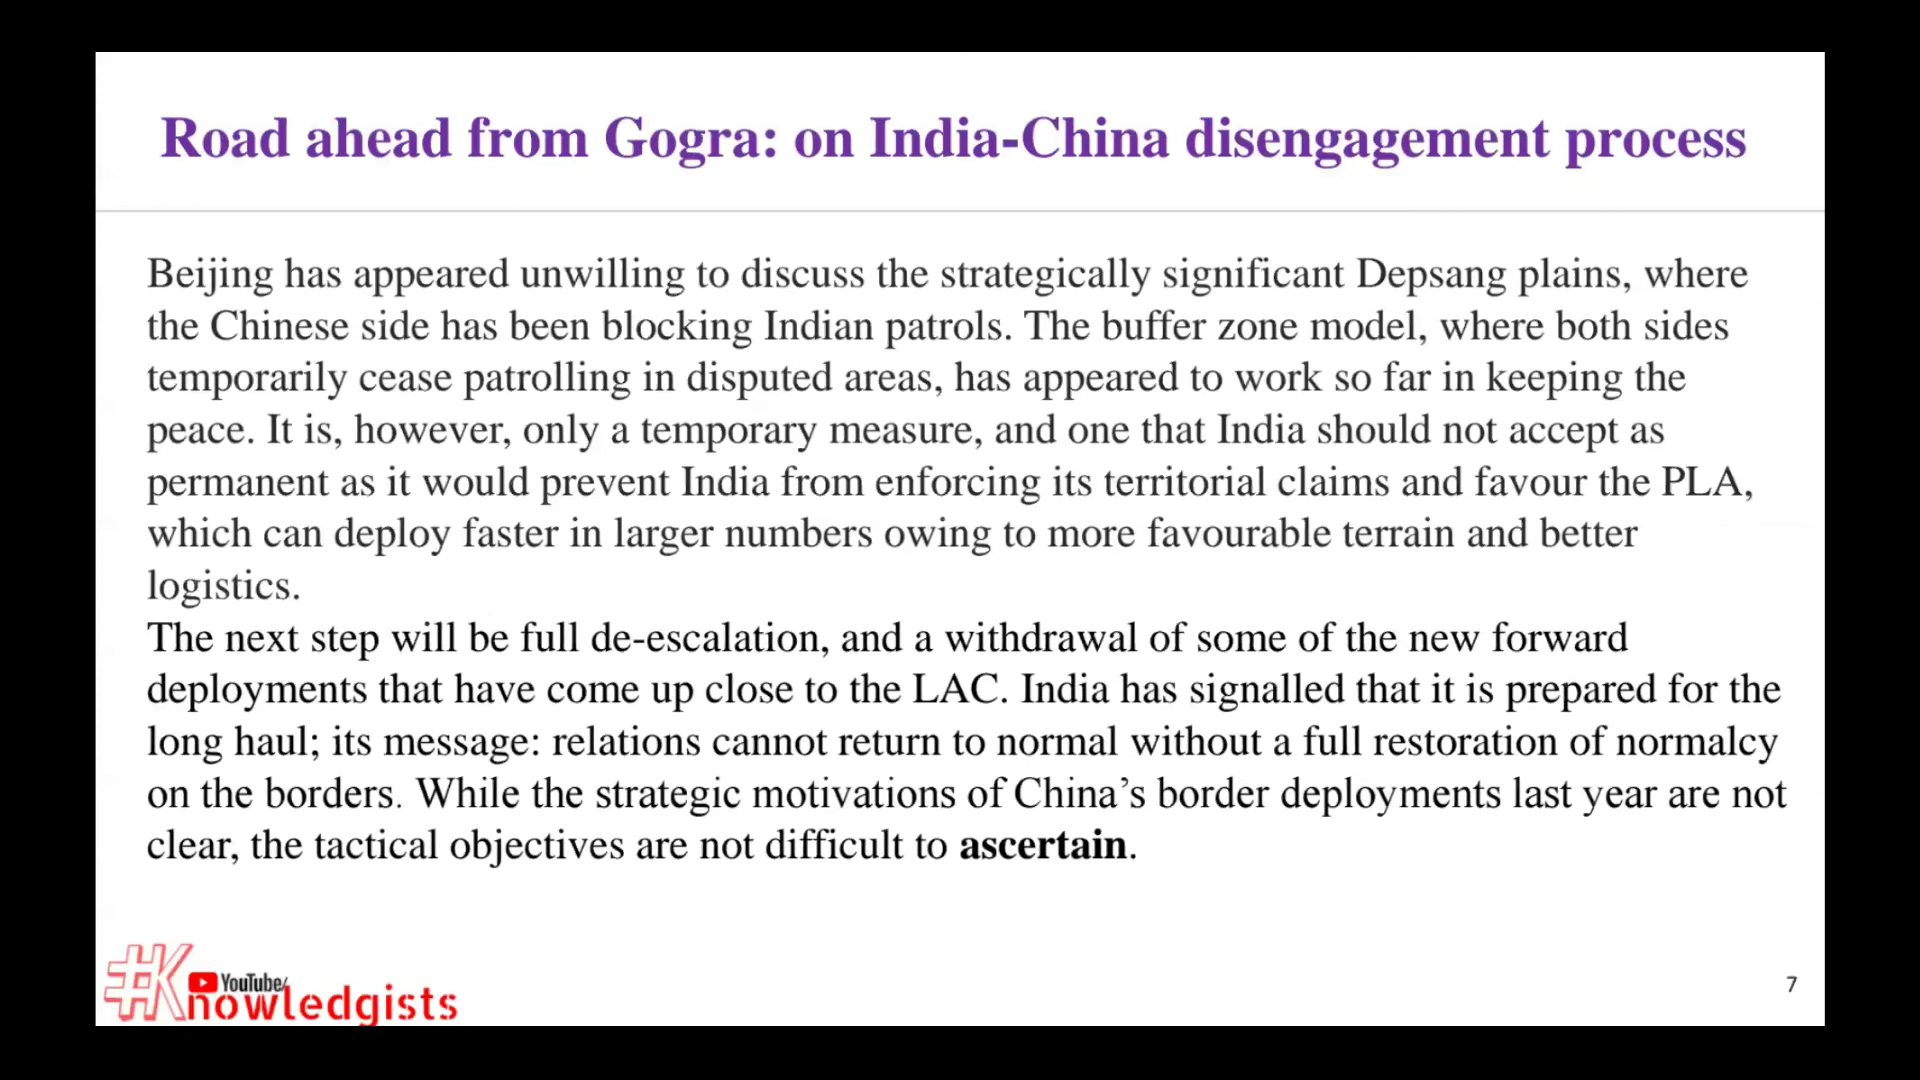 Road ahead from Gogra: on India-China disengagement process
Beijing has appeared unwilling to discuss the strategically significant Depsang plains, where
the Chinese side has been blocking Indian patrols. The buffer zone model, where both sides
temporarily cease patrolling in disputed areas, has appeared to work so far in keeping the
peace. It is, however, only a temporary measure, and one that India should not accept as
permanent as it would prevent India from enforcing its territorial claims and favour the PLA,
which can deploy faster in larger numbers owing to more favourable terrain and better
logistics.
The next step will be full de-escalation, and a withdrawal of some of the new forward
deployments that have come up close to the LAC. India has signalled that it is prepared for the
long haul; its message: relations cannot return to normal without a full restoration of normalcy
on the borders. While the strategic motivations of China’s border deployments last year are not
clear, the tactical objectives are not difficult to ascertain.
#Knowledgists
YouTube/
7